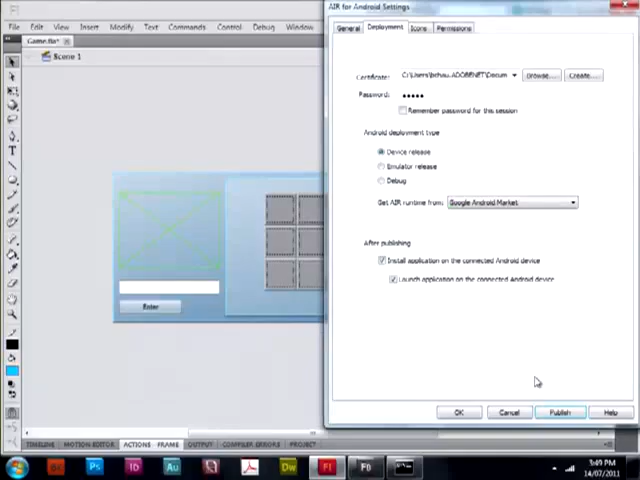 AIR for Android Settings
File Edit View Insert Modify Text Commands Control Debug Window
General Deployment Icons Permissions
Game.fla*
Scene 1
Certificate: Browse... Create...
Password: •••••
Remember password for this session
Android deployment type
Device release
Emulator release
Debug
Get AIR runtime from: Google Android Market
After publishing
Install application on the connected Android device
Launch application on the connected Android device
Enter
OK Cancel Publish Help
TIMELINE MOTION EDITOR ACTIONS - FRAME OUTPUT COMPILER ERRORS PROJECT
Ps ID Au Dw Fl
3:49 PM
14/07/2011